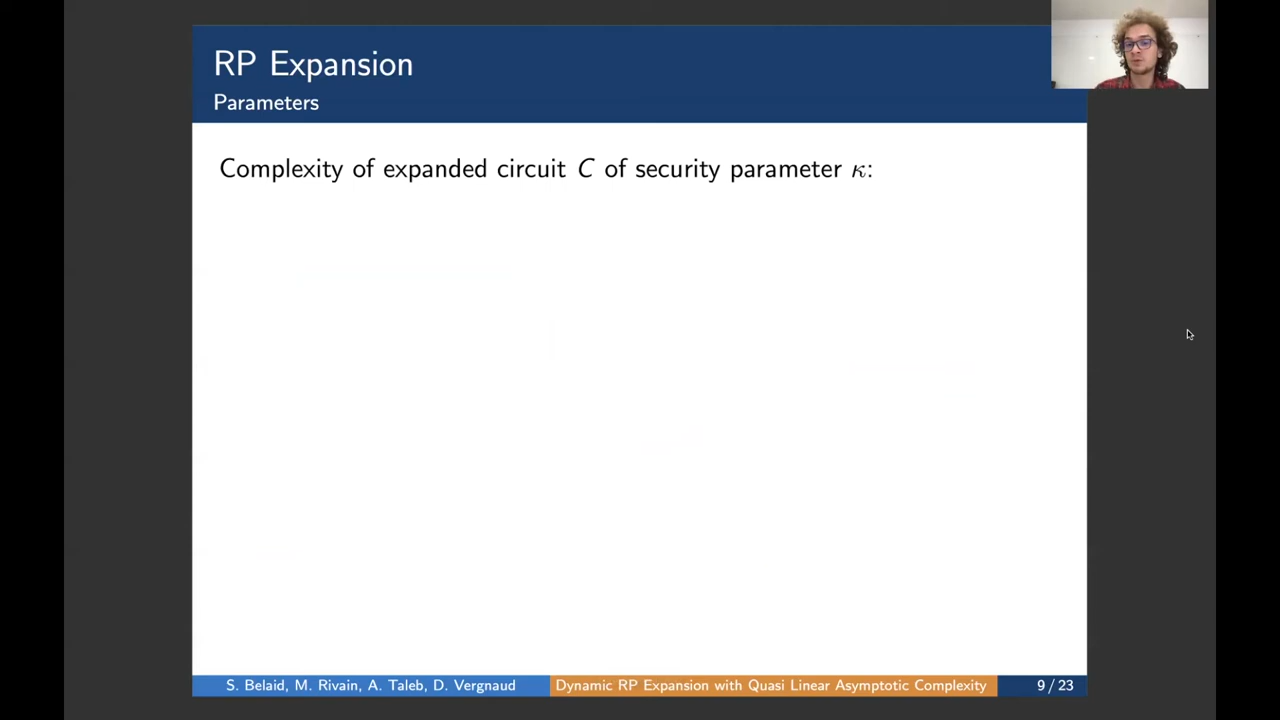 RP Expansion
Parameters
Complexity of expanded circuit C of security parameter κ:
S. Belaid, M. Rivain, A. Taleb, D. Vergnaud
Dynamic RP Expansion with Quasi Linear Asymptotic Complexity
9 / 23